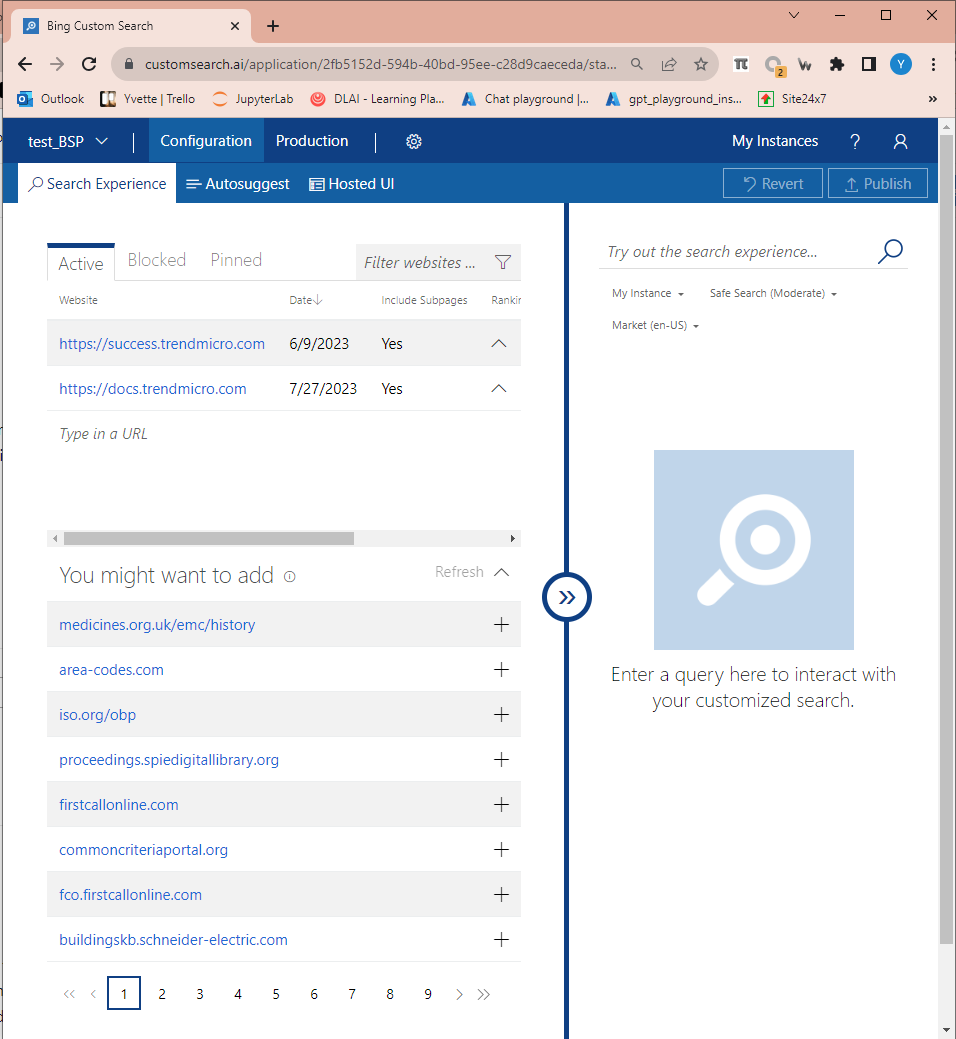 Bing Custom Search
customsearch.ai/application/2fb5152d-594b-40bd-95ee-c28d9caeceda/sta...
2
Y
Outlook
Yvette | Trello
JupyterLab
DLAI - Learning Pla...
Chat playground |...
gpt_playground_ins...
Site24x7
»
test_BSP
Configuration
Production
My Instances
?
Search Experience
Autosuggest
Hosted UI
Revert
Publish
Active
Blocked
Pinned
Filter websites ...
Try out the search experience...
Website
Date
Include Subpages
Rankin
My Instance
Safe Search (Moderate)
Market (en-US)
https://success.trendmicro.com
6/9/2023
Yes
https://docs.trendmicro.com
7/27/2023
Yes
Type in a URL
You might want to add
Refresh
medicines.org.uk/emc/history
area-codes.com
iso.org/obp
proceedings.spiedigitallibrary.org
firstcallonline.com
commoncriteriaportal.org
fco.firstcallonline.com
buildingskb.schneider-electric.com
1 2 3 4 5 6 7 8 9
Enter a query here to interact with
your customized search.